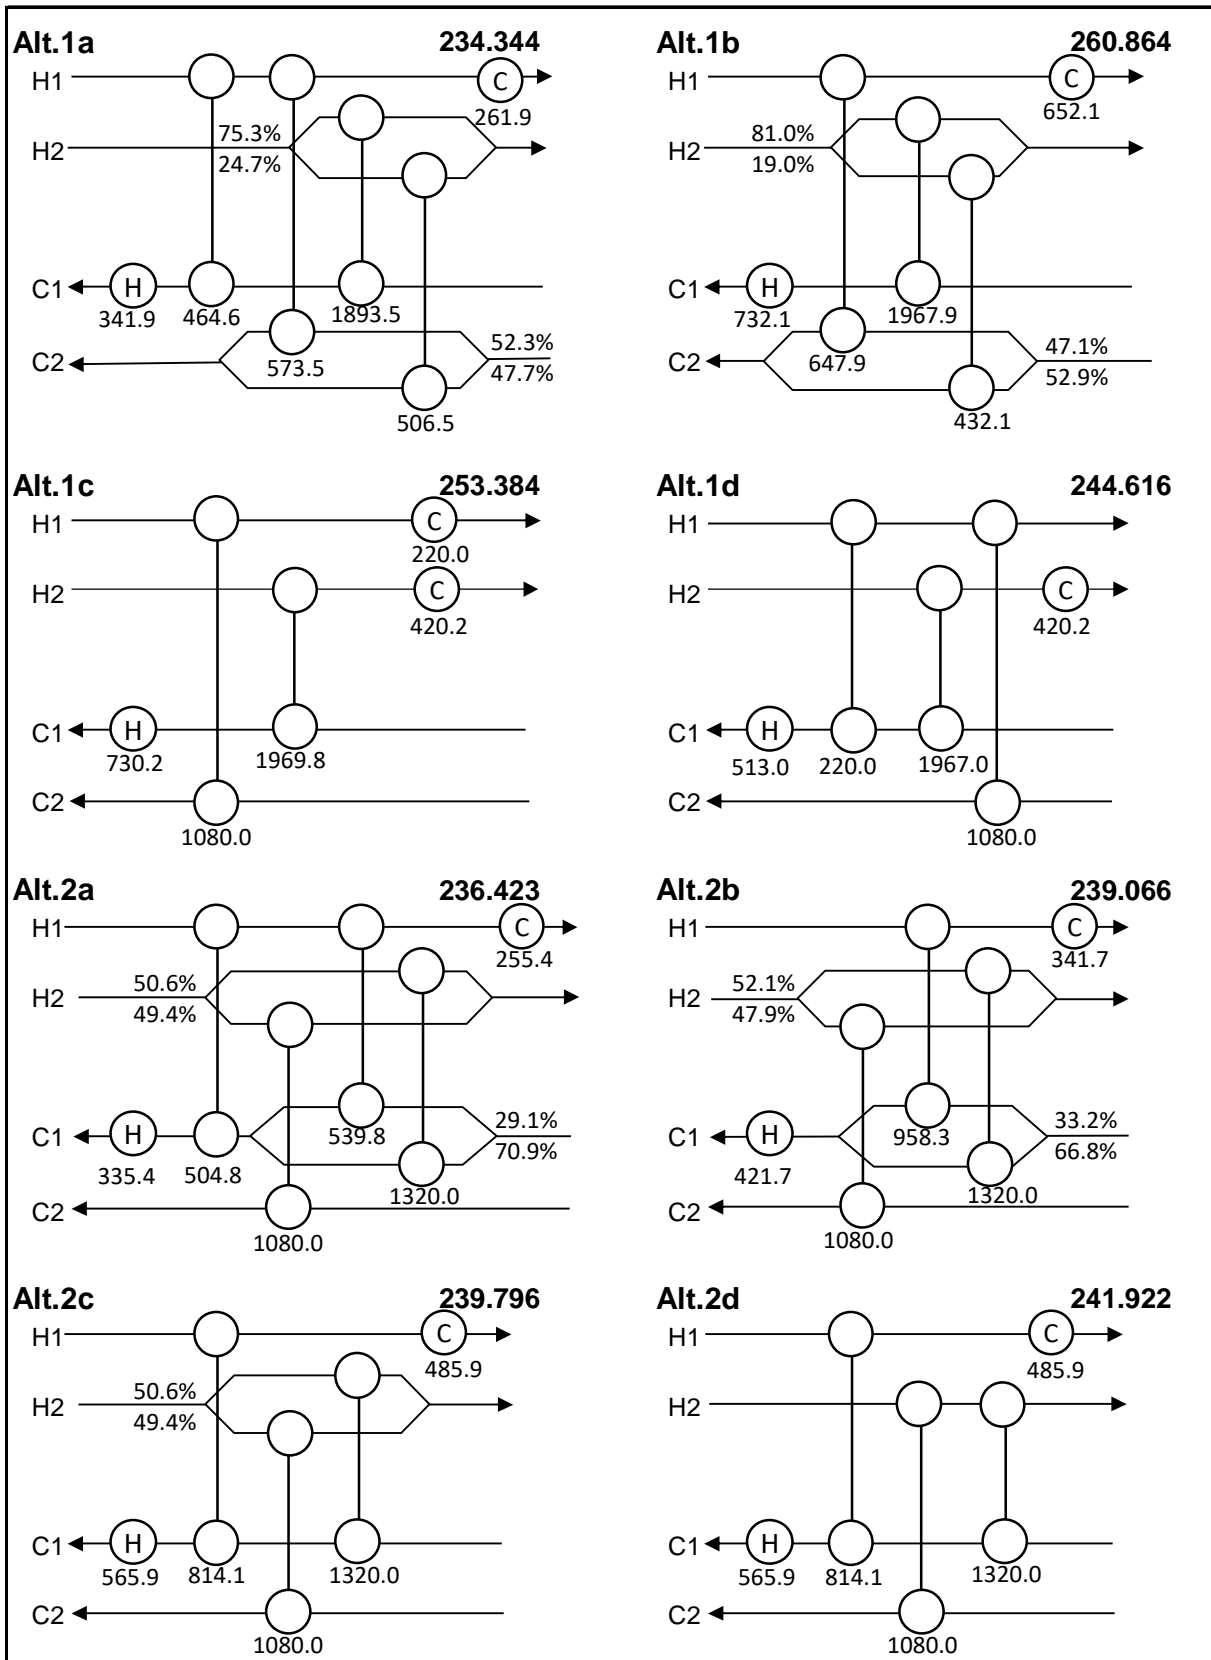 Alt.1a 234.344
H1 C
261.9
H2 75.3%
24.7%
C1 H
341.9 464.6 1893.5
C2 573.5 52.3%
47.7%
506.5
Alt.1b 260.864
H1 C
652.1
H2 81.0%
19.0%
C1 H
732.1 1967.9
C2 647.9 47.1%
52.9%
432.1
Alt.1c 253.384
H1 C
220.0
H2 C
420.2
C1 H
730.2 1969.8
C2
1080.0
Alt.1d 244.616
H1
H2 C
420.2
C1 H
513.0 220.0 1967.0
C2
1080.0
Alt.2a 236.423
H1 C
255.4
H2 50.6%
49.4%
C1 H 539.8 29.1%
335.4 504.8 70.9%
1320.0
C2
1080.0
Alt.2b 239.066
H1 C
341.7
H2 52.1%
47.9%
C1 H 958.3 33.2%
421.7 66.8%
1320.0
C2
1080.0
Alt.2c 239.796
H1 C
485.9
H2 50.6%
49.4%
C1 H
565.9 814.1 1320.0
C2
1080.0
Alt.2d 241.922
H1 C
485.9
H2
C1 H
565.9 814.1 1320.0
C2
1080.0